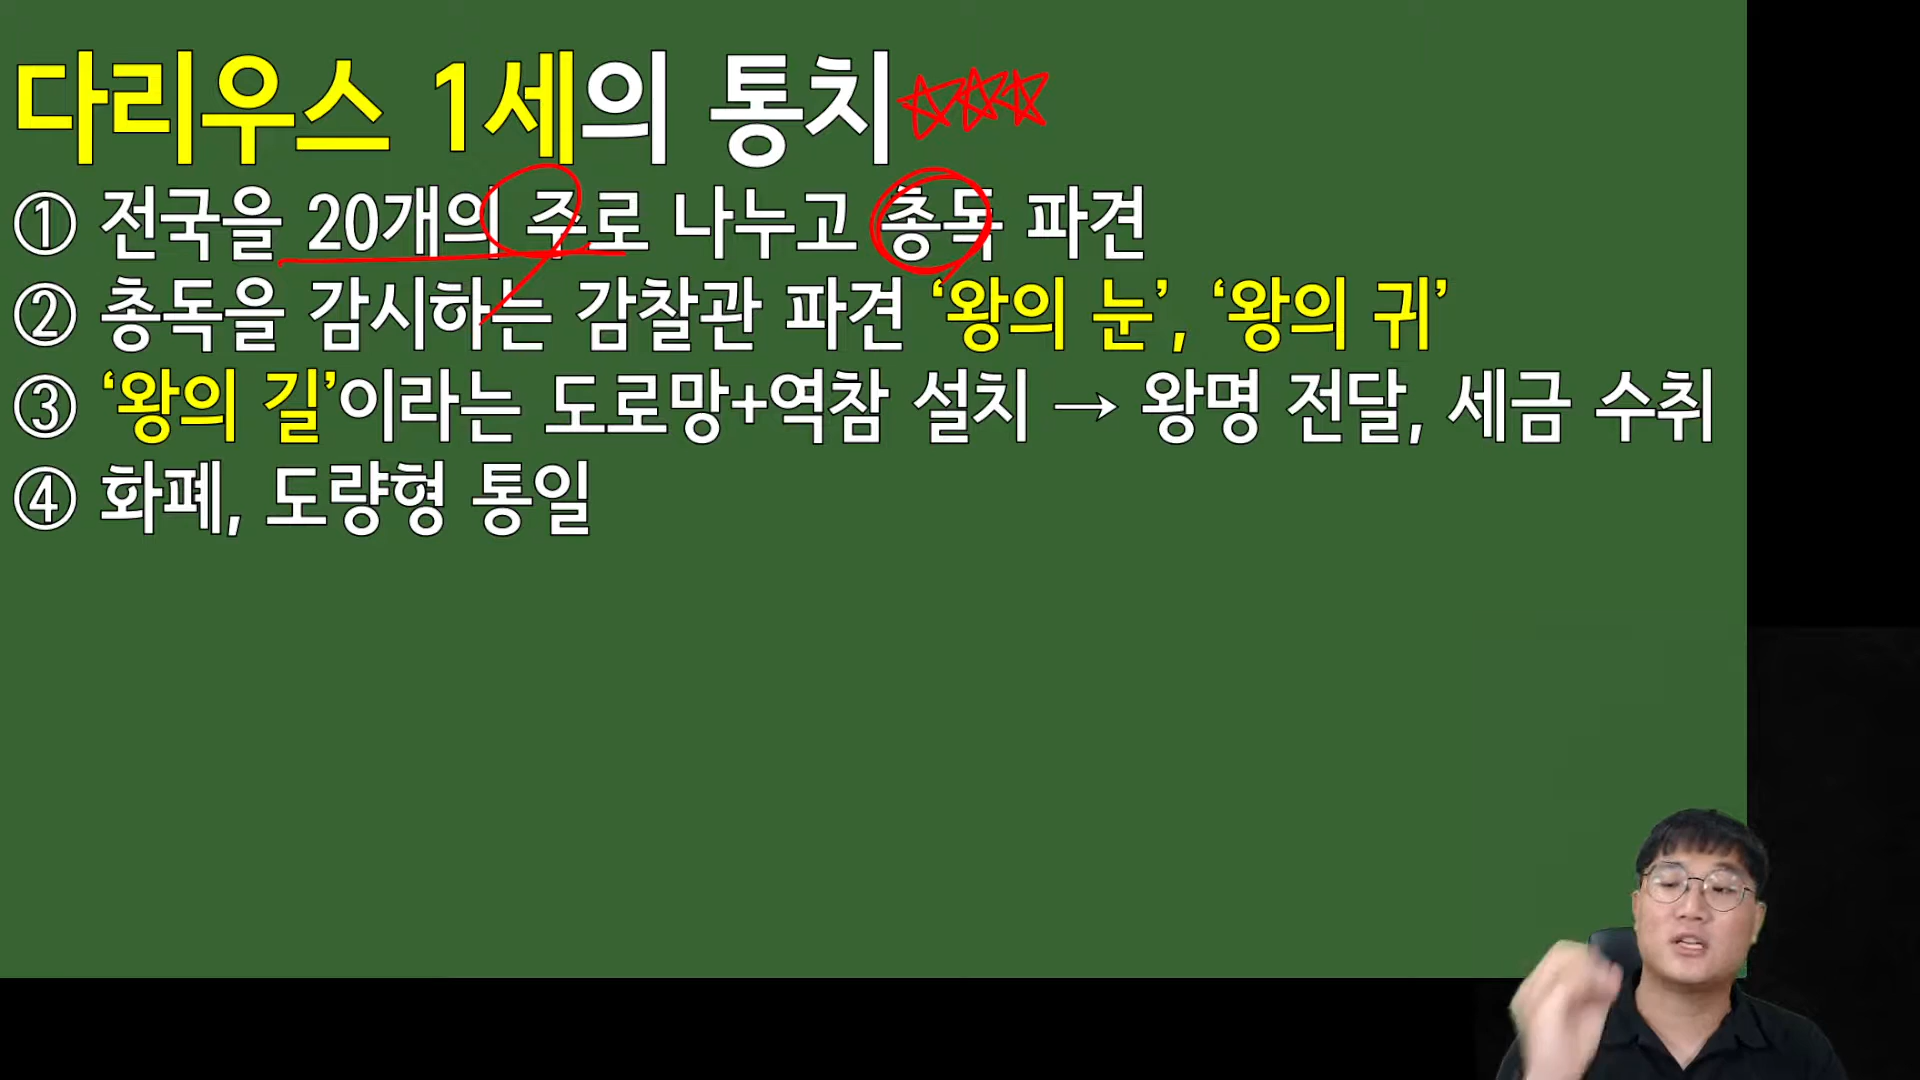 다리우스 1세의 통치
① 전국을 20개의 주로 나누고 총독 파견
② 총독을 감시하는 감찰관 파견 ‘왕의 눈’, ‘왕의 귀’
③ ‘왕의 길’이라는 도로망+역참 설치 → 왕명 전달, 세금 수취
④ 화폐, 도량형 통일